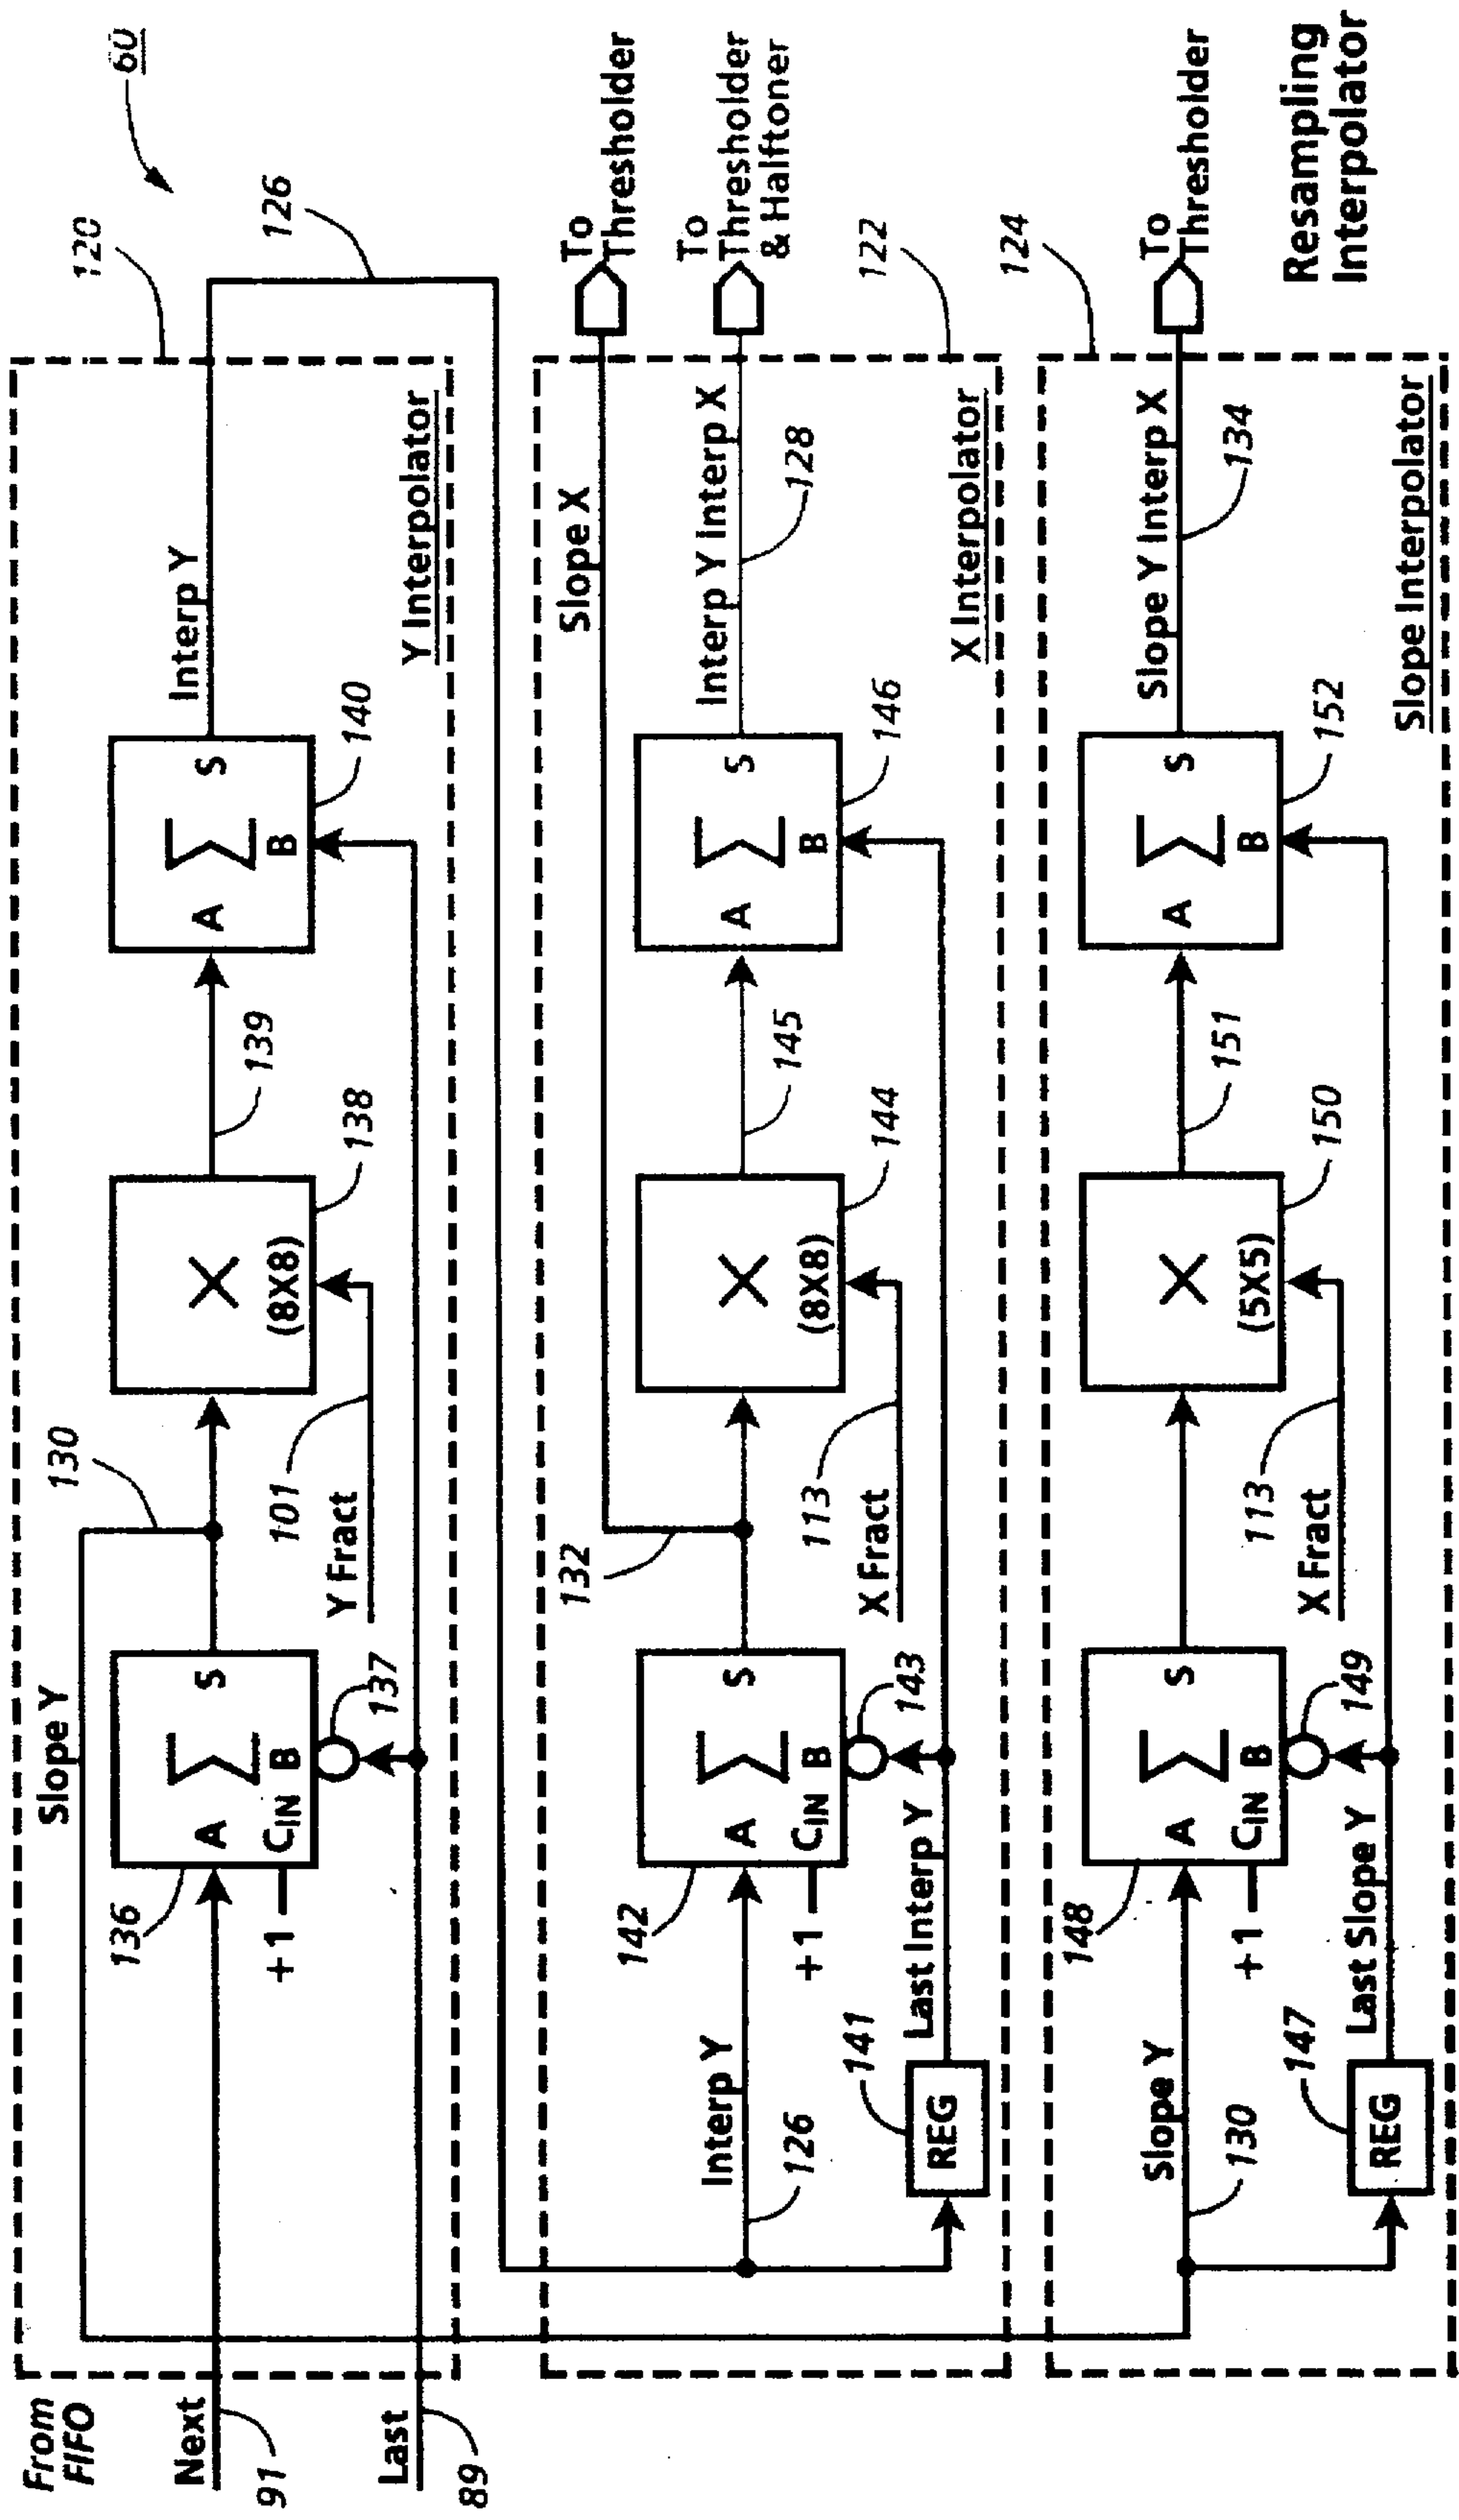 60
From
FIFO
Next
91
Last
89
120
Slope Y
130
136
A
Σ
S
+1
CIN
B
137
101
Y Fract
×
(8X8)
138
139
A
Σ
S
B
140
Interp Y
126
Y Interpolator
122
Interp Y
126
REG
141
Last Interp Y
142
A
Σ
S
+1
CIN
B
143
132
Slope X
To
Thresholder
113
X Fract
×
(8X8)
144
145
A
Σ
S
B
146
Interp Y Interp X
128
To
Thresholder
& Halftoner
X Interpolator
124
Slope Y
130
REG
147
Last Slope Y
148
A
Σ
S
+1
CIN
B
149
113
X Fract
×
(5X5)
150
151
A
Σ
S
B
152
Slope Y Interp X
134
To
Thresholder
Slope Interpolator
Resampling
Interpolator